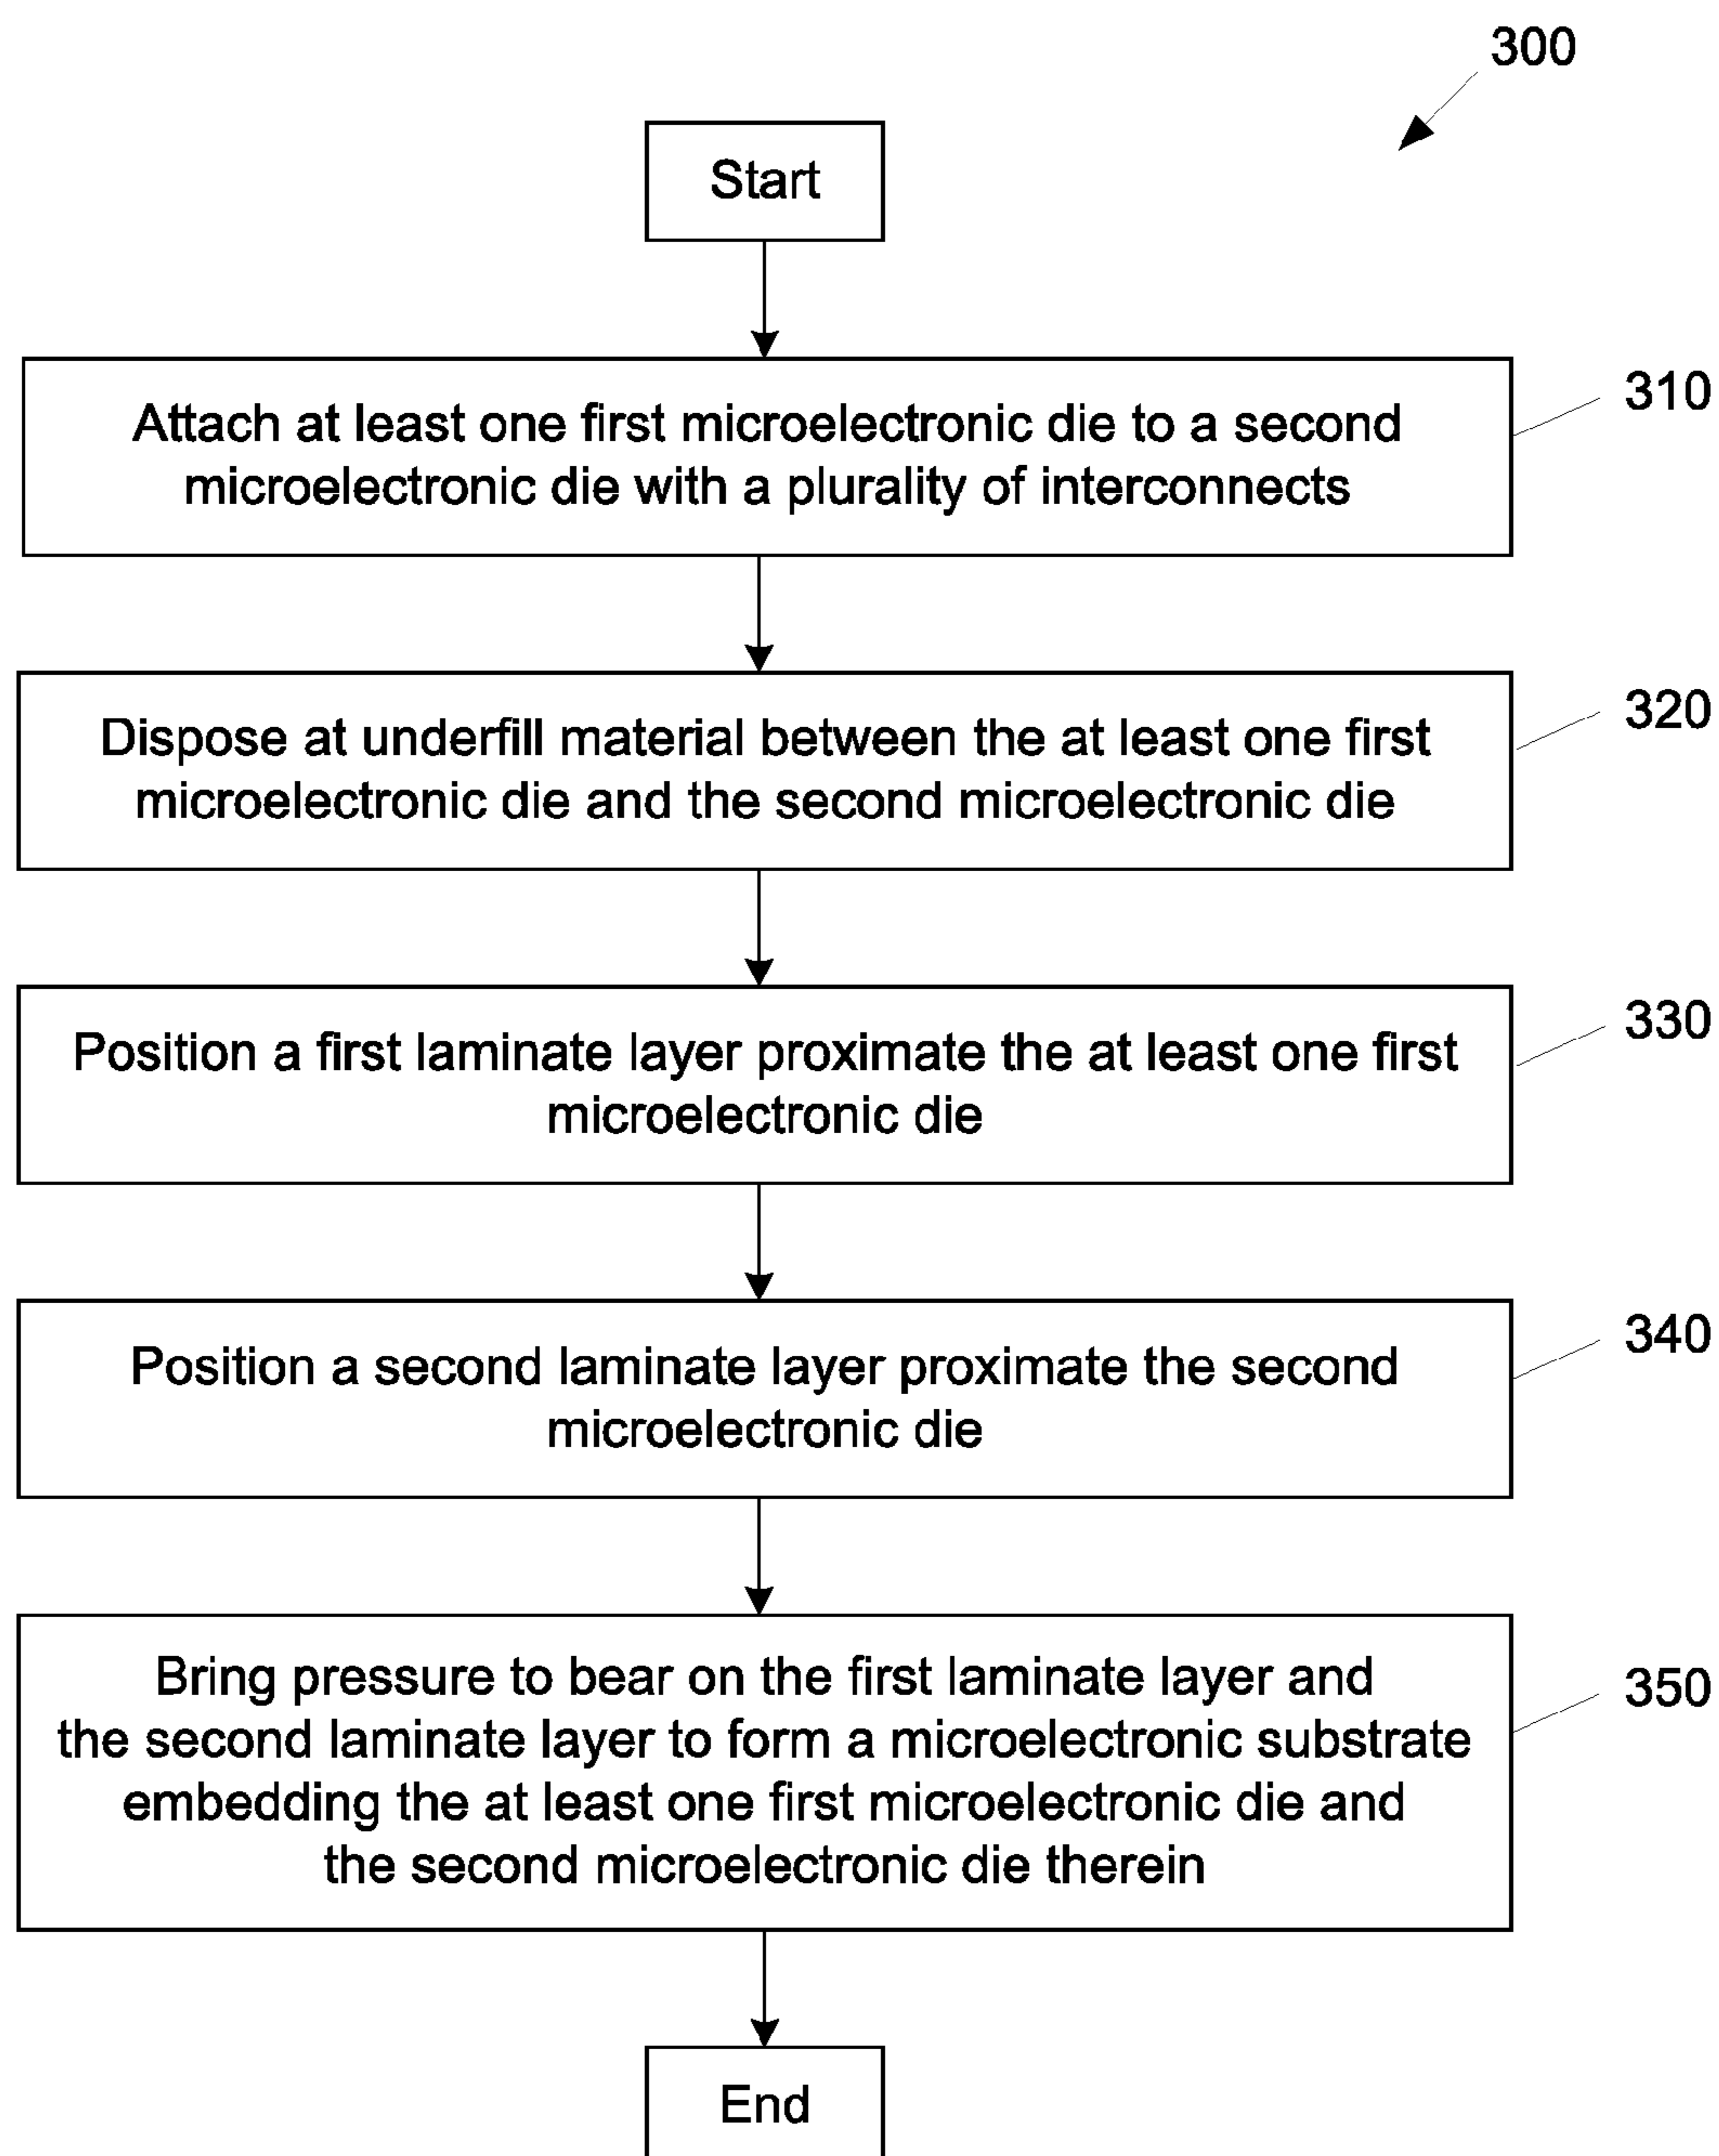 300
Start
310
Attach at least one first microelectronic die to a second
microelectronic die with a plurality of interconnects
320
Dispose at underfill material between the at least one first
microelectronic die and the second microelectronic die
330
Position a first laminate layer proximate the at least one first
microelectronic die
340
Position a second laminate layer proximate the second
microelectronic die
350
Bring pressure to bear on the first laminate layer and
the second laminate layer to form a microelectronic substrate
embedding the at least one first microelectronic die and
the second microelectronic die therein
End